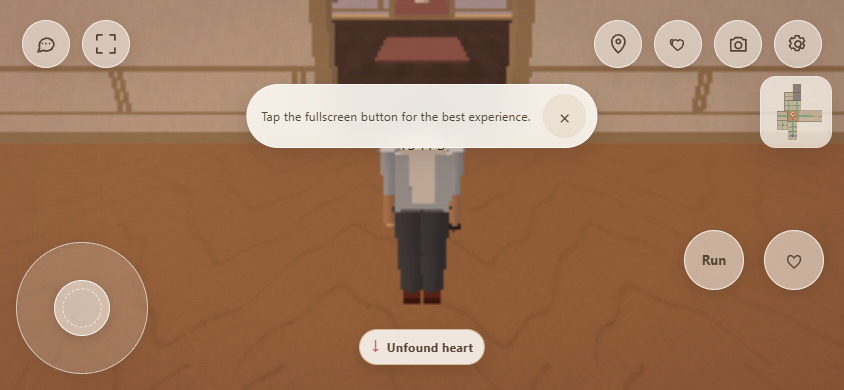 Tap the fullscreen button for the best experience.
Run
Unfound heart